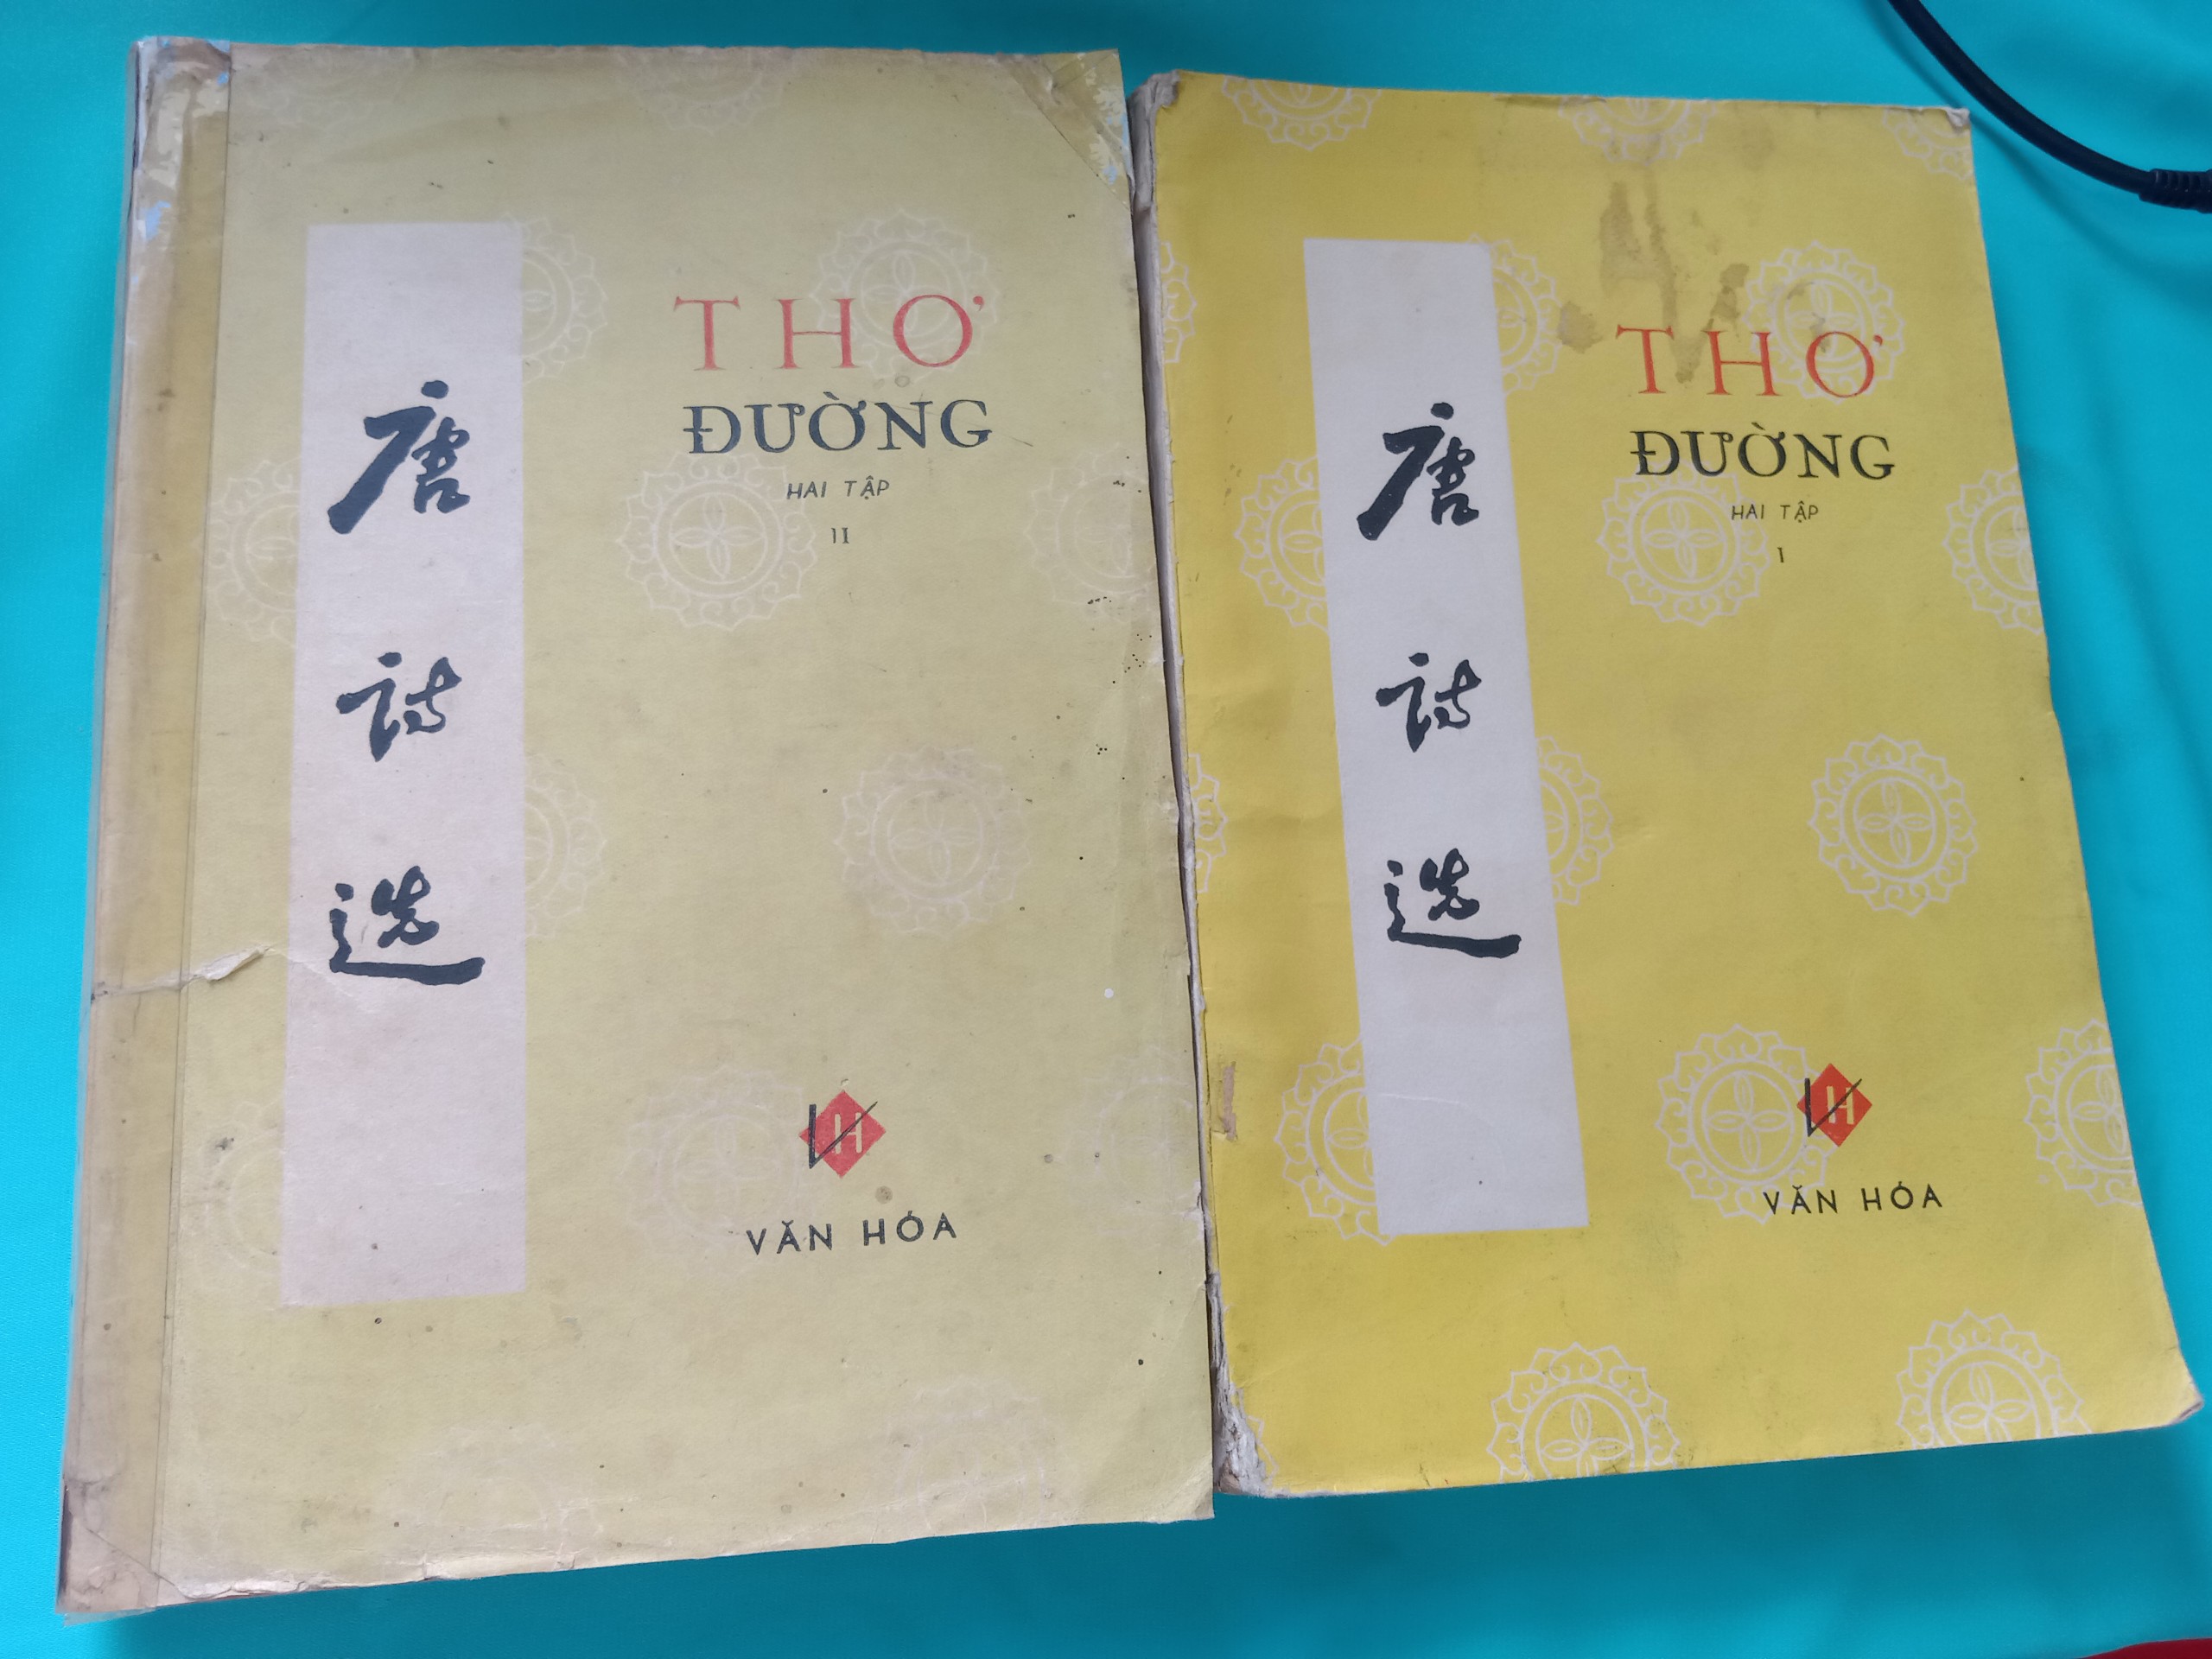 唐
詩
選
THƠ
ĐƯỜNG
HAI TẬP
II
VH
VĂN HÓA
唐
詩
選
THƠ
ĐƯỜNG
HAI TẬP
I
VH
VĂN HÓA